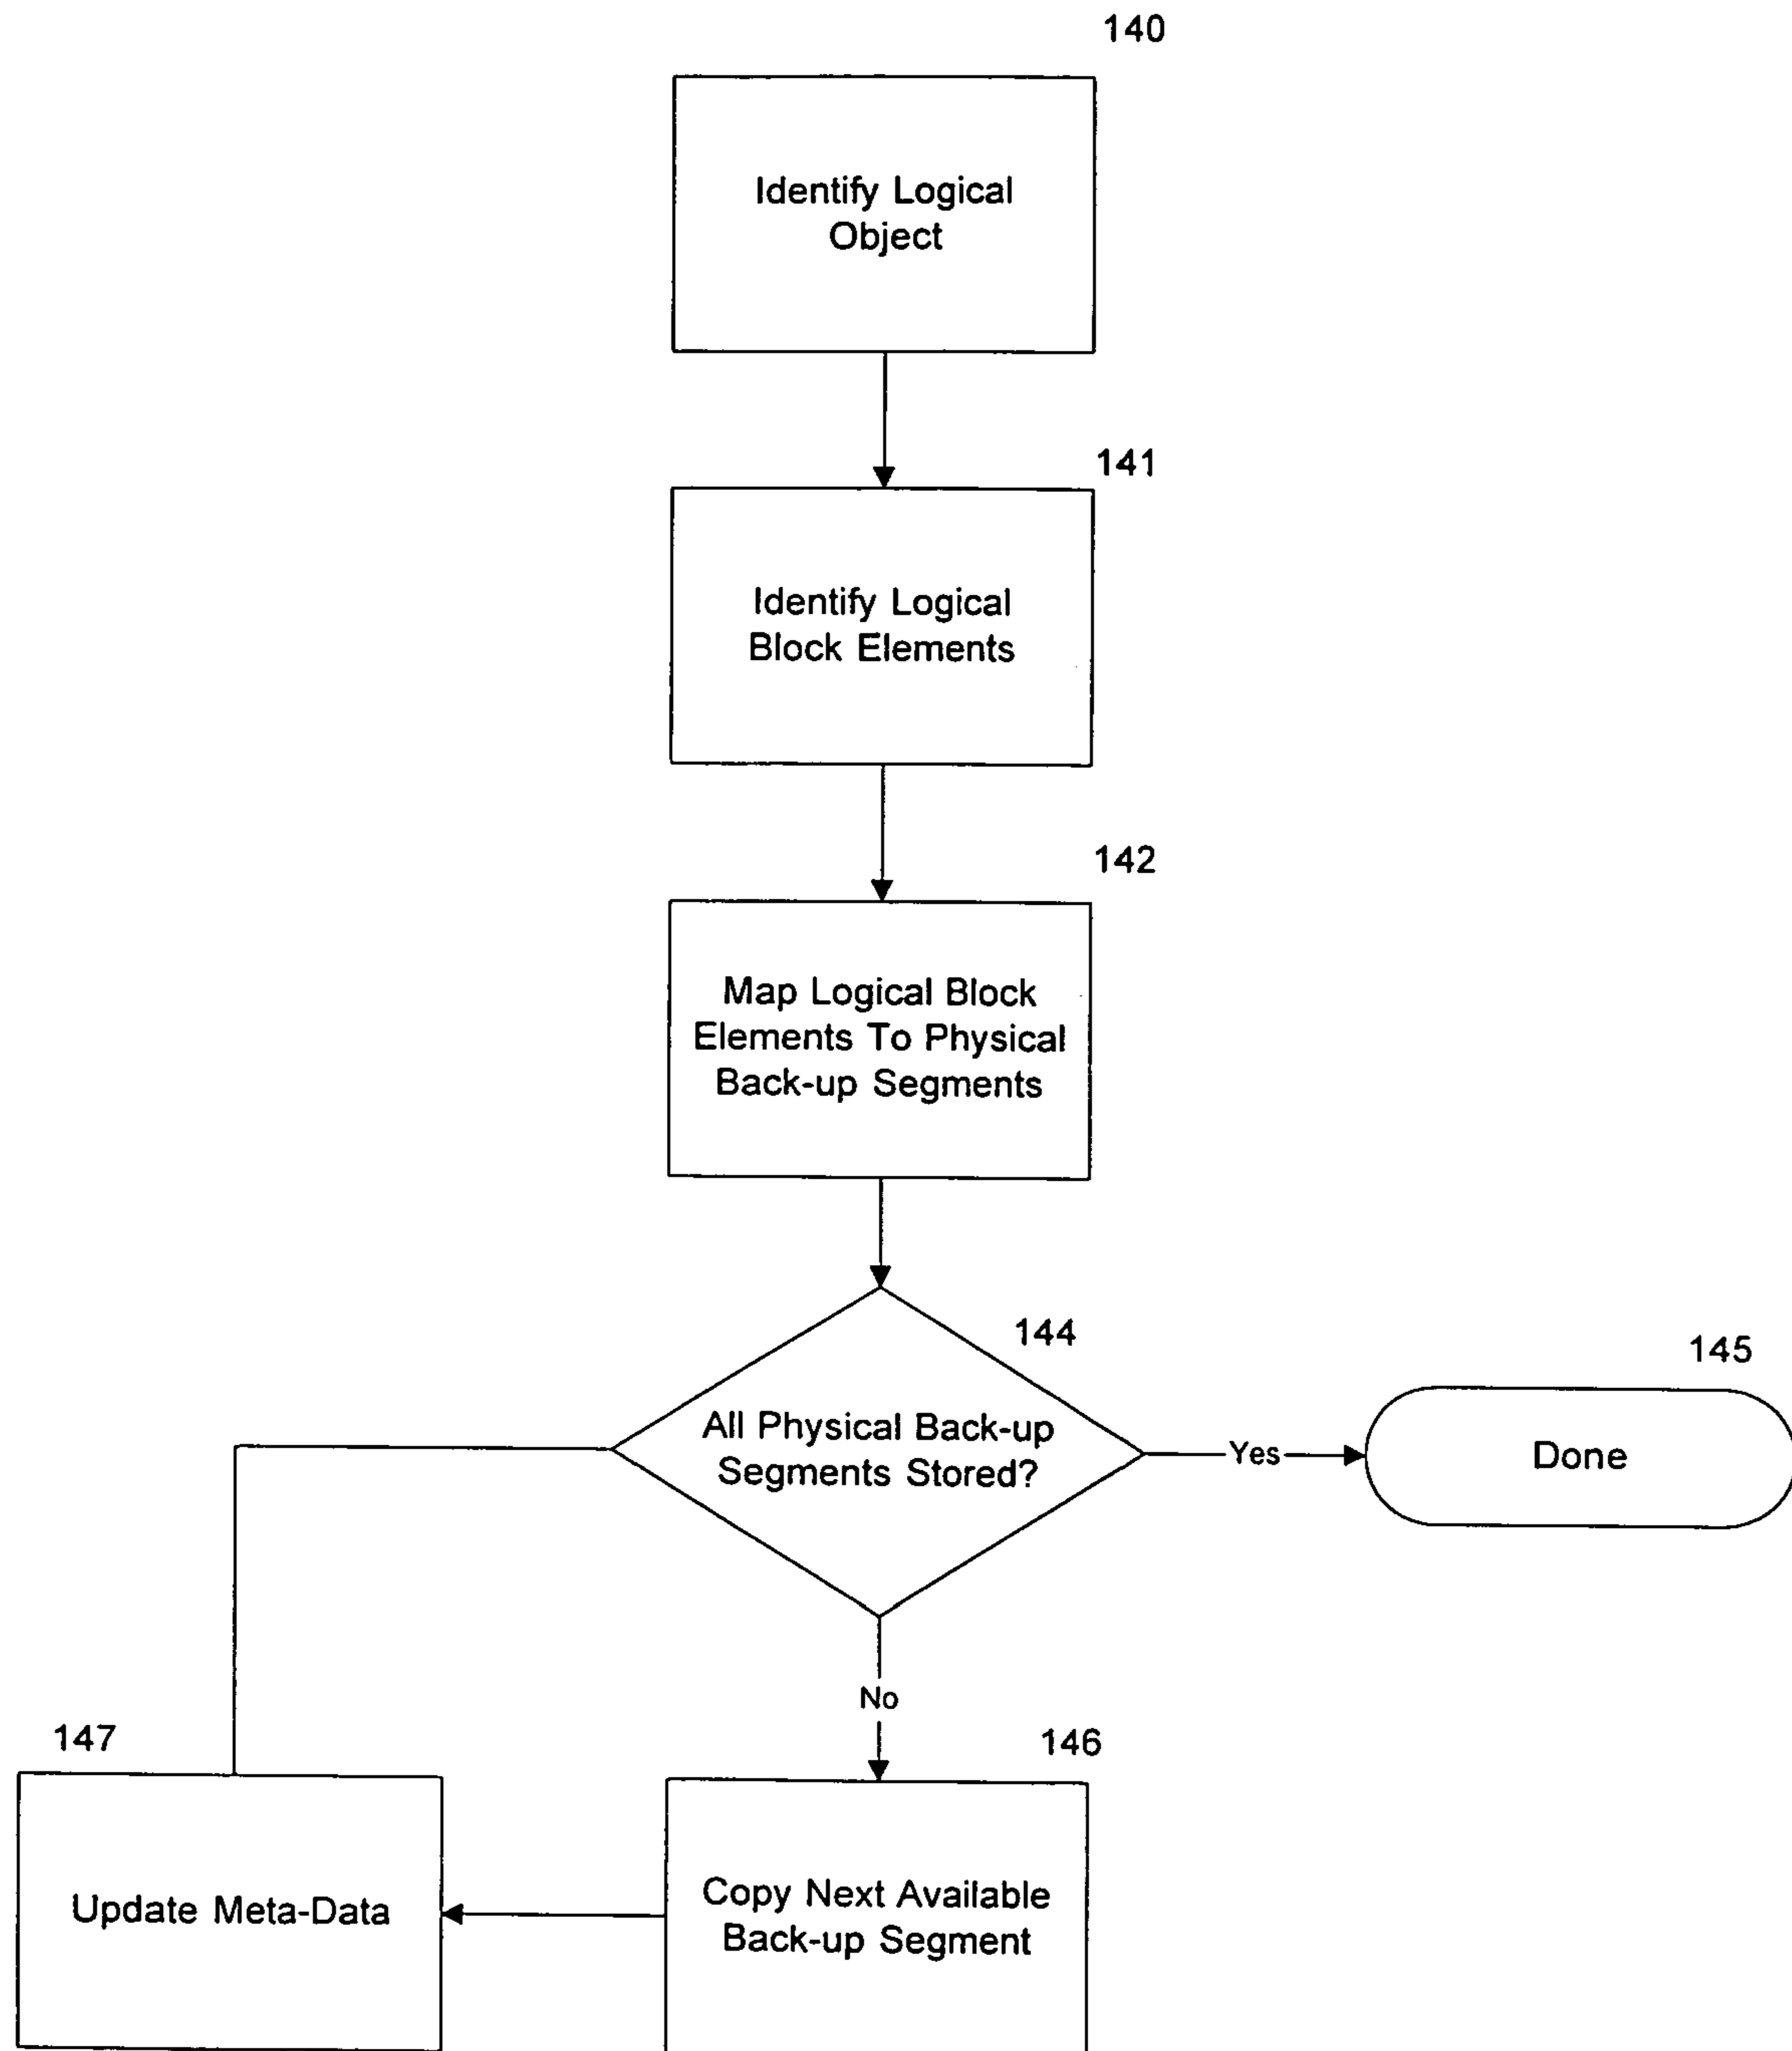 140
Identify Logical
Object
141
Identify Logical
Block Elements
142
Map Logical Block
Elements To Physical
Back-up Segments
144
All Physical Back-up
Segments Stored?
Yes
145
Done
No
147
Update Meta-Data
146
Copy Next Available
Back-up Segment